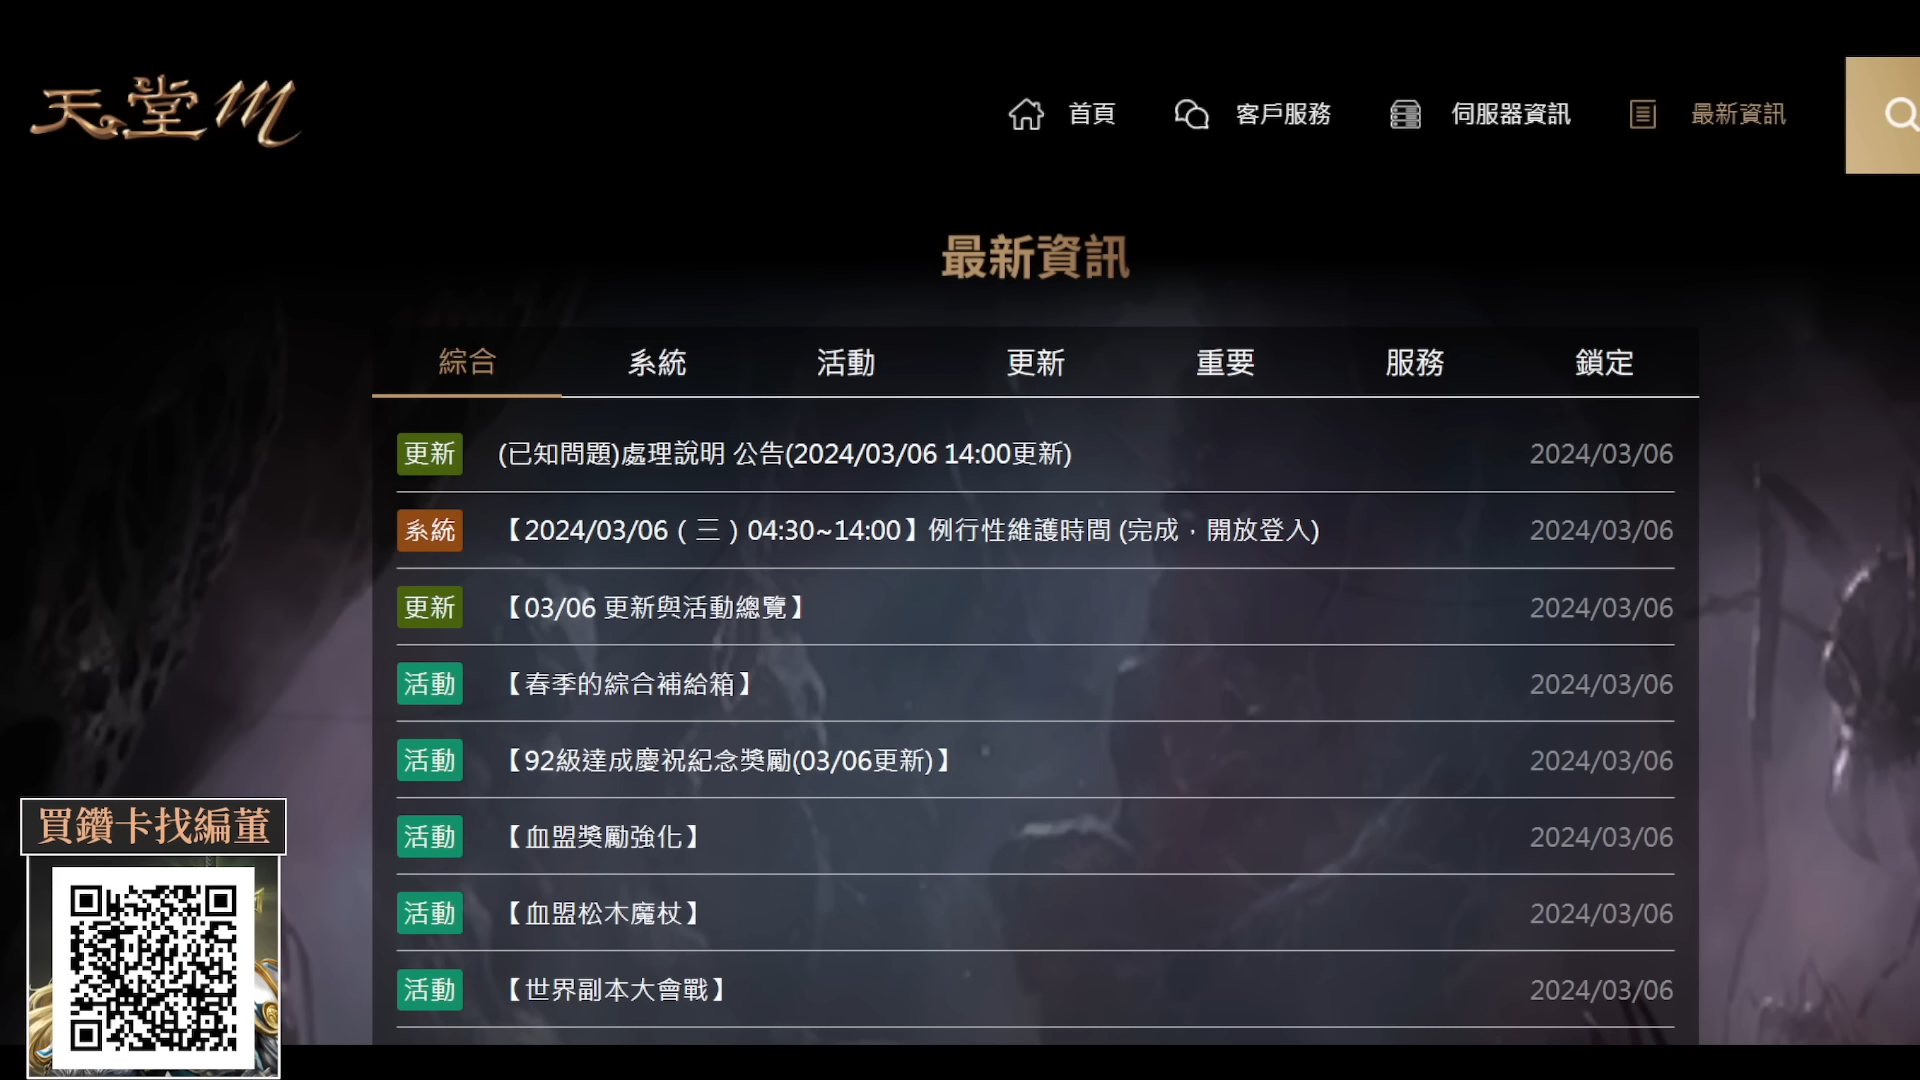 天堂M
首頁 客戶服務 伺服器資訊 最新資訊
最新資訊
綜合 系統 活動 更新 重要 服務 鎖定
更新 (已知問題)處理說明 公告(2024/03/06 14:00更新) 2024/03/06
系統 【2024/03/06 ( 三 ) 04:30~14:00】例行性維護時間 (完成，開放登入) 2024/03/06
更新 【03/06 更新與活動總覽】 2024/03/06
活動 【春季的綜合補給箱】 2024/03/06
活動 【92級達成慶祝紀念獎勵(03/06更新)】 2024/03/06
活動 【血盟獎勵強化】 2024/03/06
活動 【血盟松木魔杖】 2024/03/06
活動 【世界副本大會戰】 2024/03/06
買鑽卡找編董